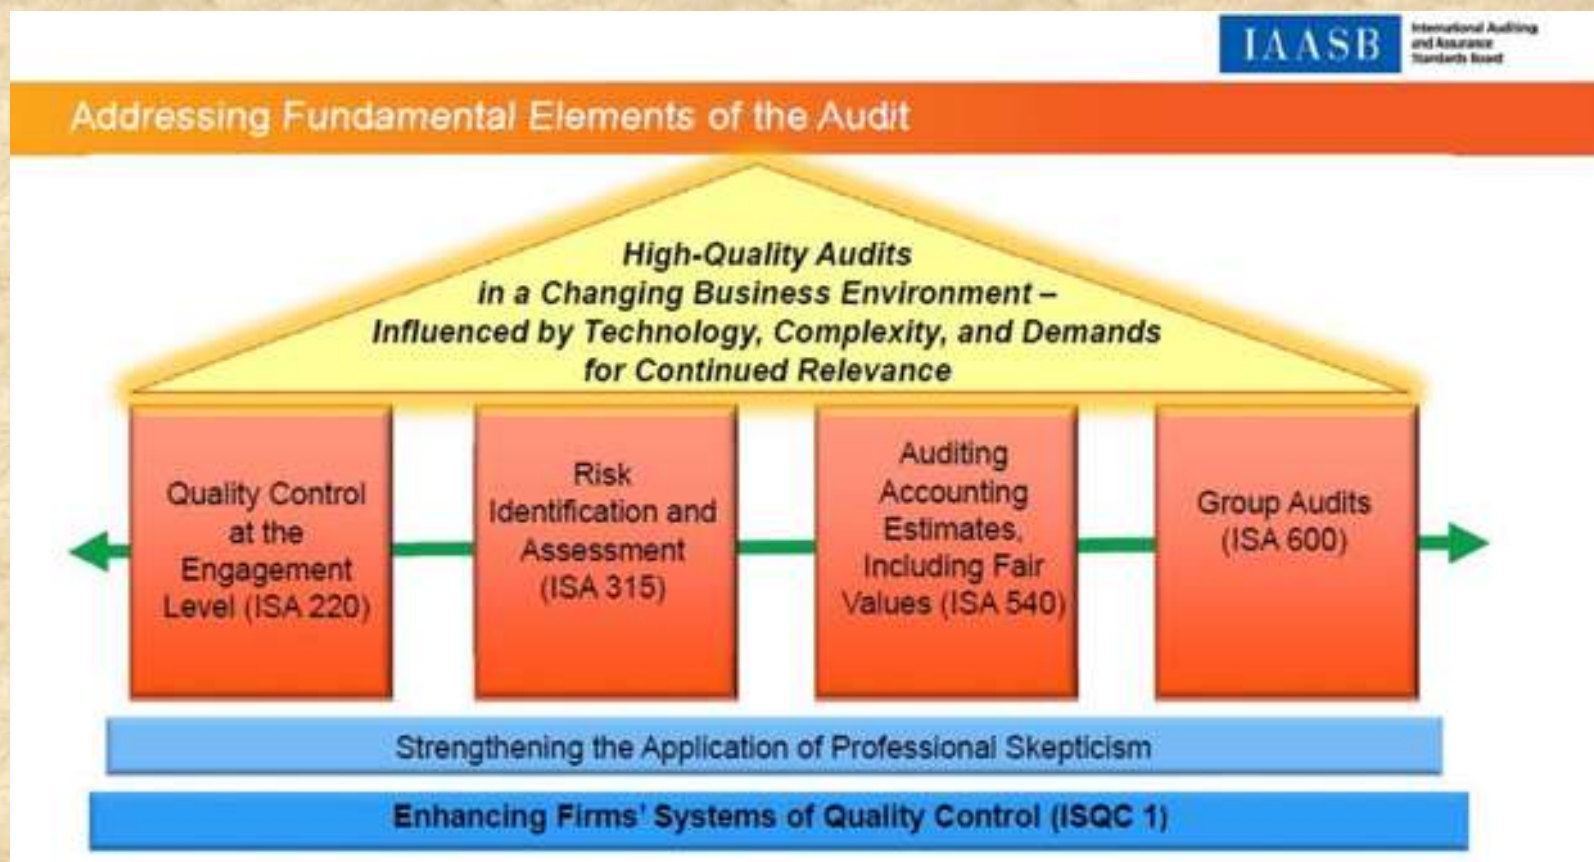 IAASB
International Auditing
and Assurance
Standards Board
Addressing Fundamental Elements of the Audit
High-Quality Audits
in a Changing Business Environment –
Influenced by Technology, Complexity, and Demands
for Continued Relevance
Quality Control
at the
Engagement
Level (ISA 220)
Risk
Identification and
Assessment
(ISA 315)
Auditing
Accounting
Estimates,
Including Fair
Values (ISA 540)
Group Audits
(ISA 600)
Strengthening the Application of Professional Skepticism
Enhancing Firms' Systems of Quality Control (ISQC 1)